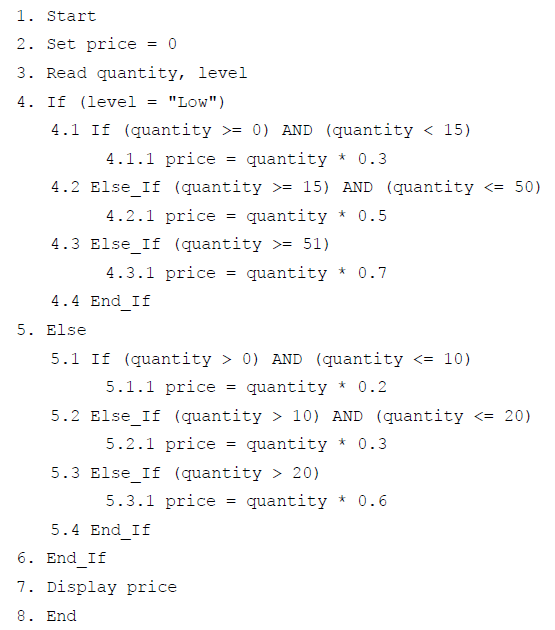 1. Start
2. Set price = 0
3. Read quantity, level
4. If (level = "Low")
4.1 If (quantity >= 0) AND (quantity < 15)
4.1.1 price = quantity * 0.3
4.2 Else_If (quantity >= 15) AND (quantity <= 50)
4.2.1 price = quantity * 0.5
4.3 Else_If (quantity >= 51)
4.3.1 price = quantity * 0.7
4.4 End_If
5. Else
5.1 If (quantity > 0) AND (quantity <= 10)
5.1.1 price = quantity * 0.2
5.2 Else_If (quantity > 10) AND (quantity <= 20)
5.2.1 price = quantity * 0.3
5.3 Else_If (quantity > 20)
5.3.1 price = quantity * 0.6
5.4 End_If
6. End_If
7. Display price
8. End